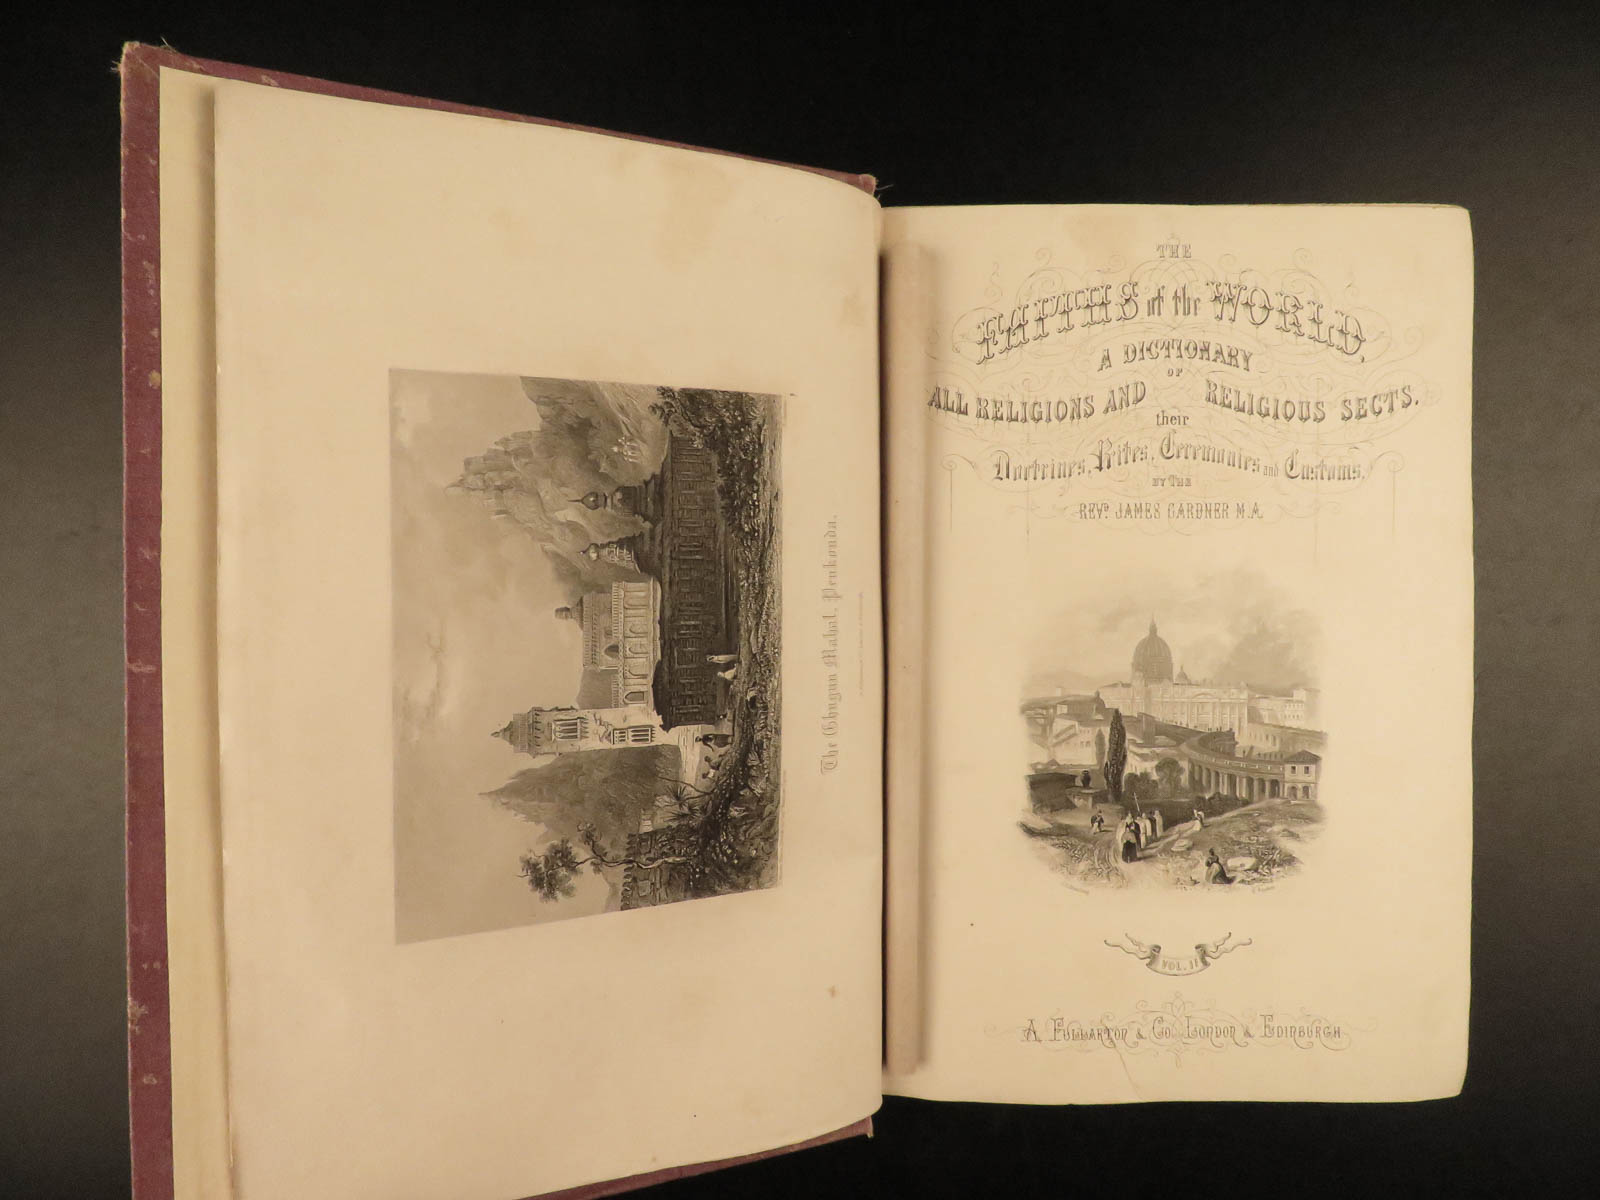 The Ghugun Mahal, Penkonda.
THE
FAITHS of the WORLD,
A DICTIONARY
OF
ALL RELIGIONS AND RELIGIOUS SECTS,
their
Doctrines, Rites, Ceremonies and Customs,
BY THE
REVD. JAMES GARDNER M.A.
VOL. II
A. FULLARTON & CO. LONDON & EDINBURGH